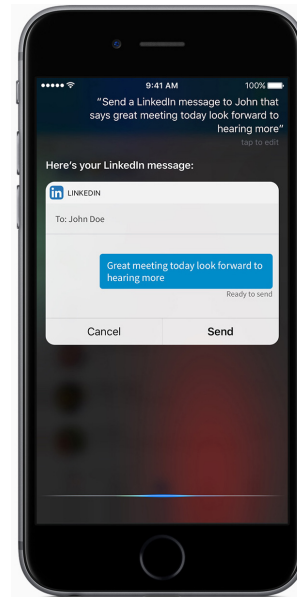 9:41 AM 100%
"Send a LinkedIn message to John that
says great meeting today look forward to
hearing more"
tap to edit
Here's your LinkedIn message:
in LINKEDIN
To: John Doe
Great meeting today look forward to
hearing more
Ready to send
Cancel Send